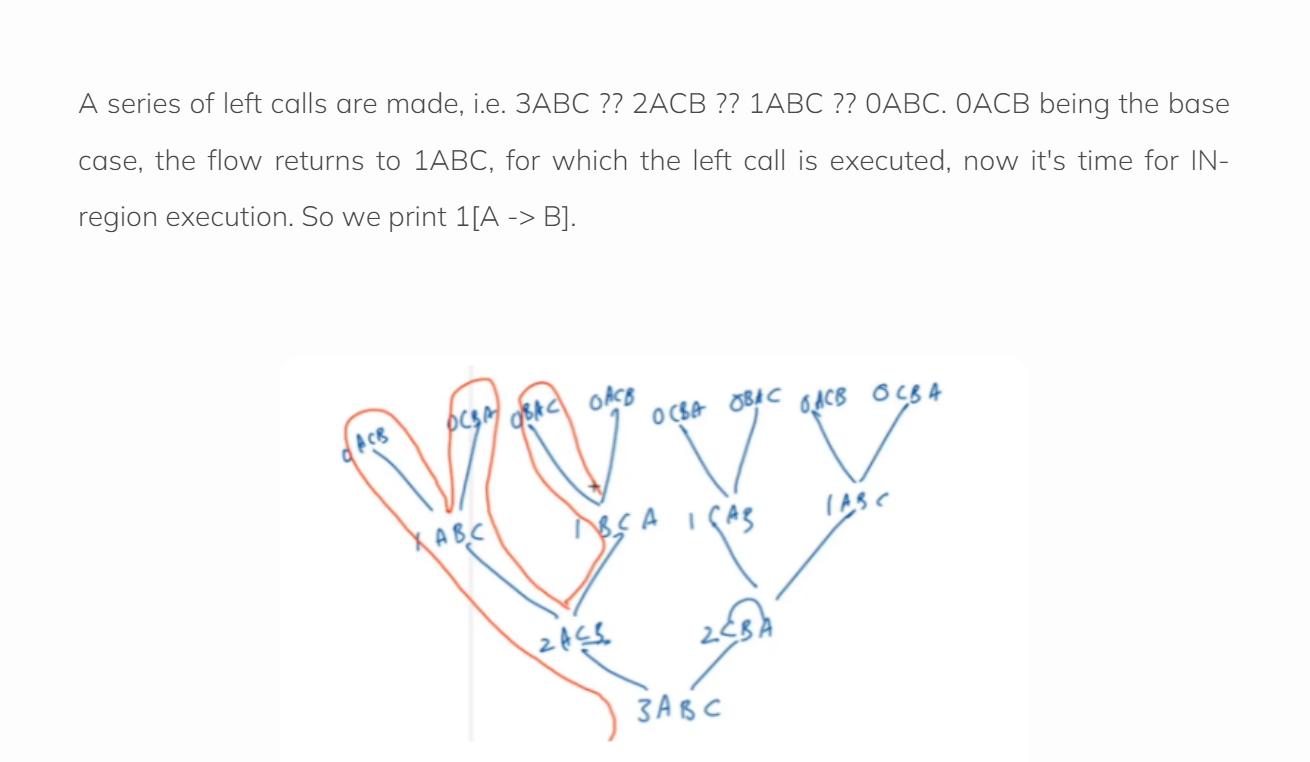 A series of left calls are made, i.e. 3ABC ?? 2ACB ?? 1ABC ?? 0ABC. 0ACB being the base
case, the flow returns to 1ABC, for which the left call is executed, now it's time for IN-
region execution. So we print 1[A -> B].
0ACB 0CBA 0BAC 0ACB 0CBA 0BAC 0ACB 0CBA
1ABC 1BCA 1CAB 1ABC
2ACB 2CBA
3ABC